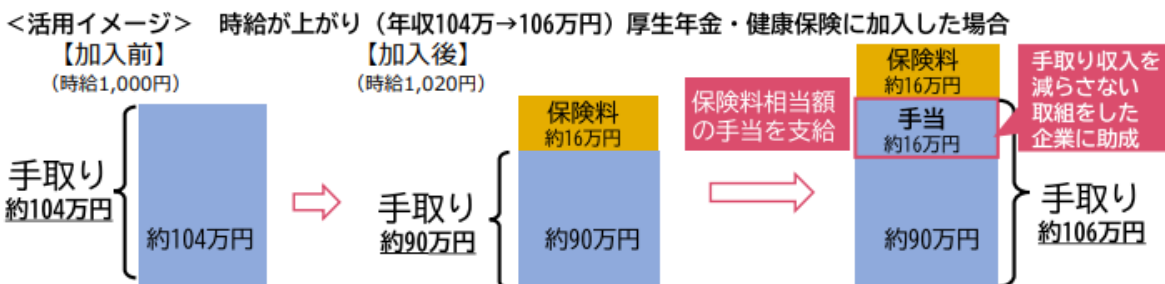 ＜活用イメージ＞　時給が上がり（年収104万→106万円）厚生年金・健康保険に加入した場合
【加入前】
（時給1,000円）
手取り
約104万円
約104万円
【加入後】
（時給1,020円）
保険料
約16万円
手取り
約90万円
約90万円
保険料相当額
の手当を支給
保険料
約16万円
手当
約16万円
約90万円
手取り収入を
減らさない
取組をした
企業に助成
手取り
約106万円